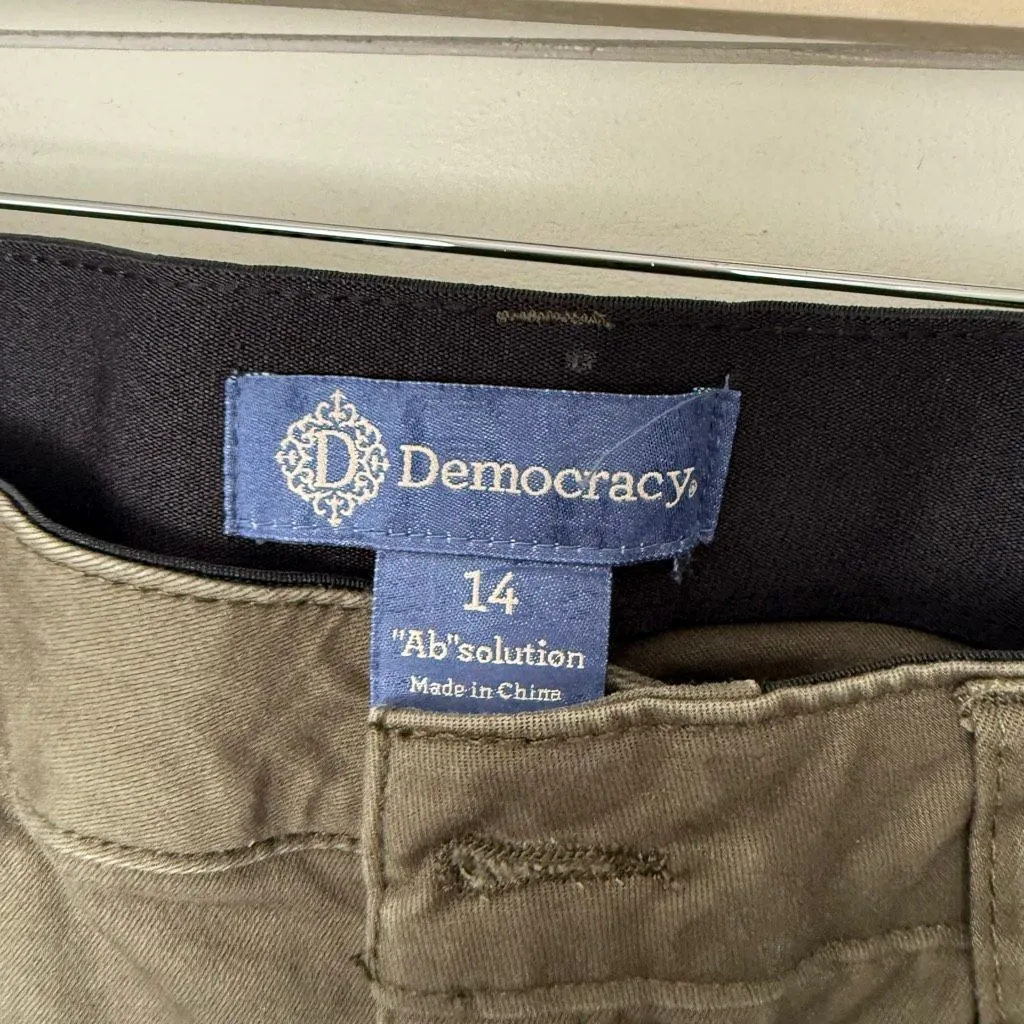 D Democracy®
14
"Ab"solution
Made in China